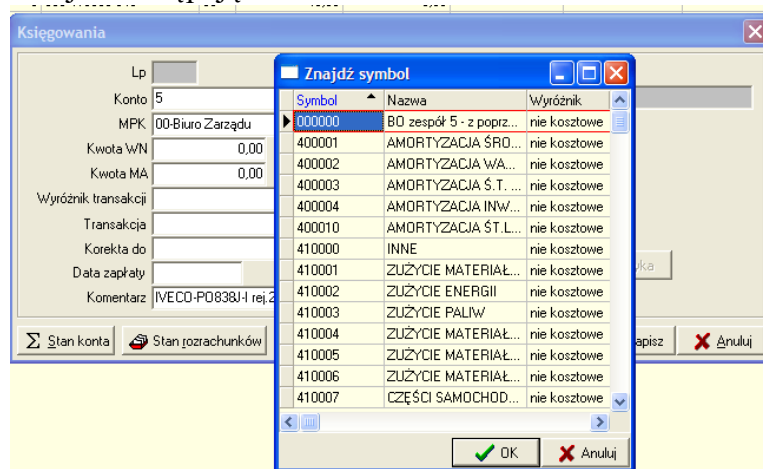 Księgowania
Lp
Konto 5
MPK 00-Biuro Zarządu
Kwota WN 0,00
Kwota MA 0,00
Wyróżnik transakcji
Transakcja
Korekta do
Data zapłaty
Komentarz IVECO-PO838J-I rej.2
Σ Stan konta Stan rozrachunków
apisz Anuluj
Znajdź symbol
Symbol Nazwa Wyróżnik
000000 BO zespół 5 - z poprz... nie kosztowe
400001 AMORTYZACJA ŚRO... nie kosztowe
400002 AMORTYZACJA WA... nie kosztowe
400003 AMORTYZACJA Ś.T. ... nie kosztowe
400004 AMORTYZACJA INW... nie kosztowe
400010 AMORTYZACJA ŚT.L... nie kosztowe
410000 INNE nie kosztowe
410001 ZUŻYCIE MATERIAŁ... nie kosztowe
410002 ZUŻYCIE ENERGII nie kosztowe
410003 ZUŻYCIE PALIW nie kosztowe
410004 ZUŻYCIE MATERIAŁ... nie kosztowe
410005 ZUŻYCIE MATERIAŁ... nie kosztowe
410006 ZUŻYCIE MATERIAŁ... nie kosztowe
410007 CZĘŚCI SAMOCHOD... nie kosztowe
OK Anuluj